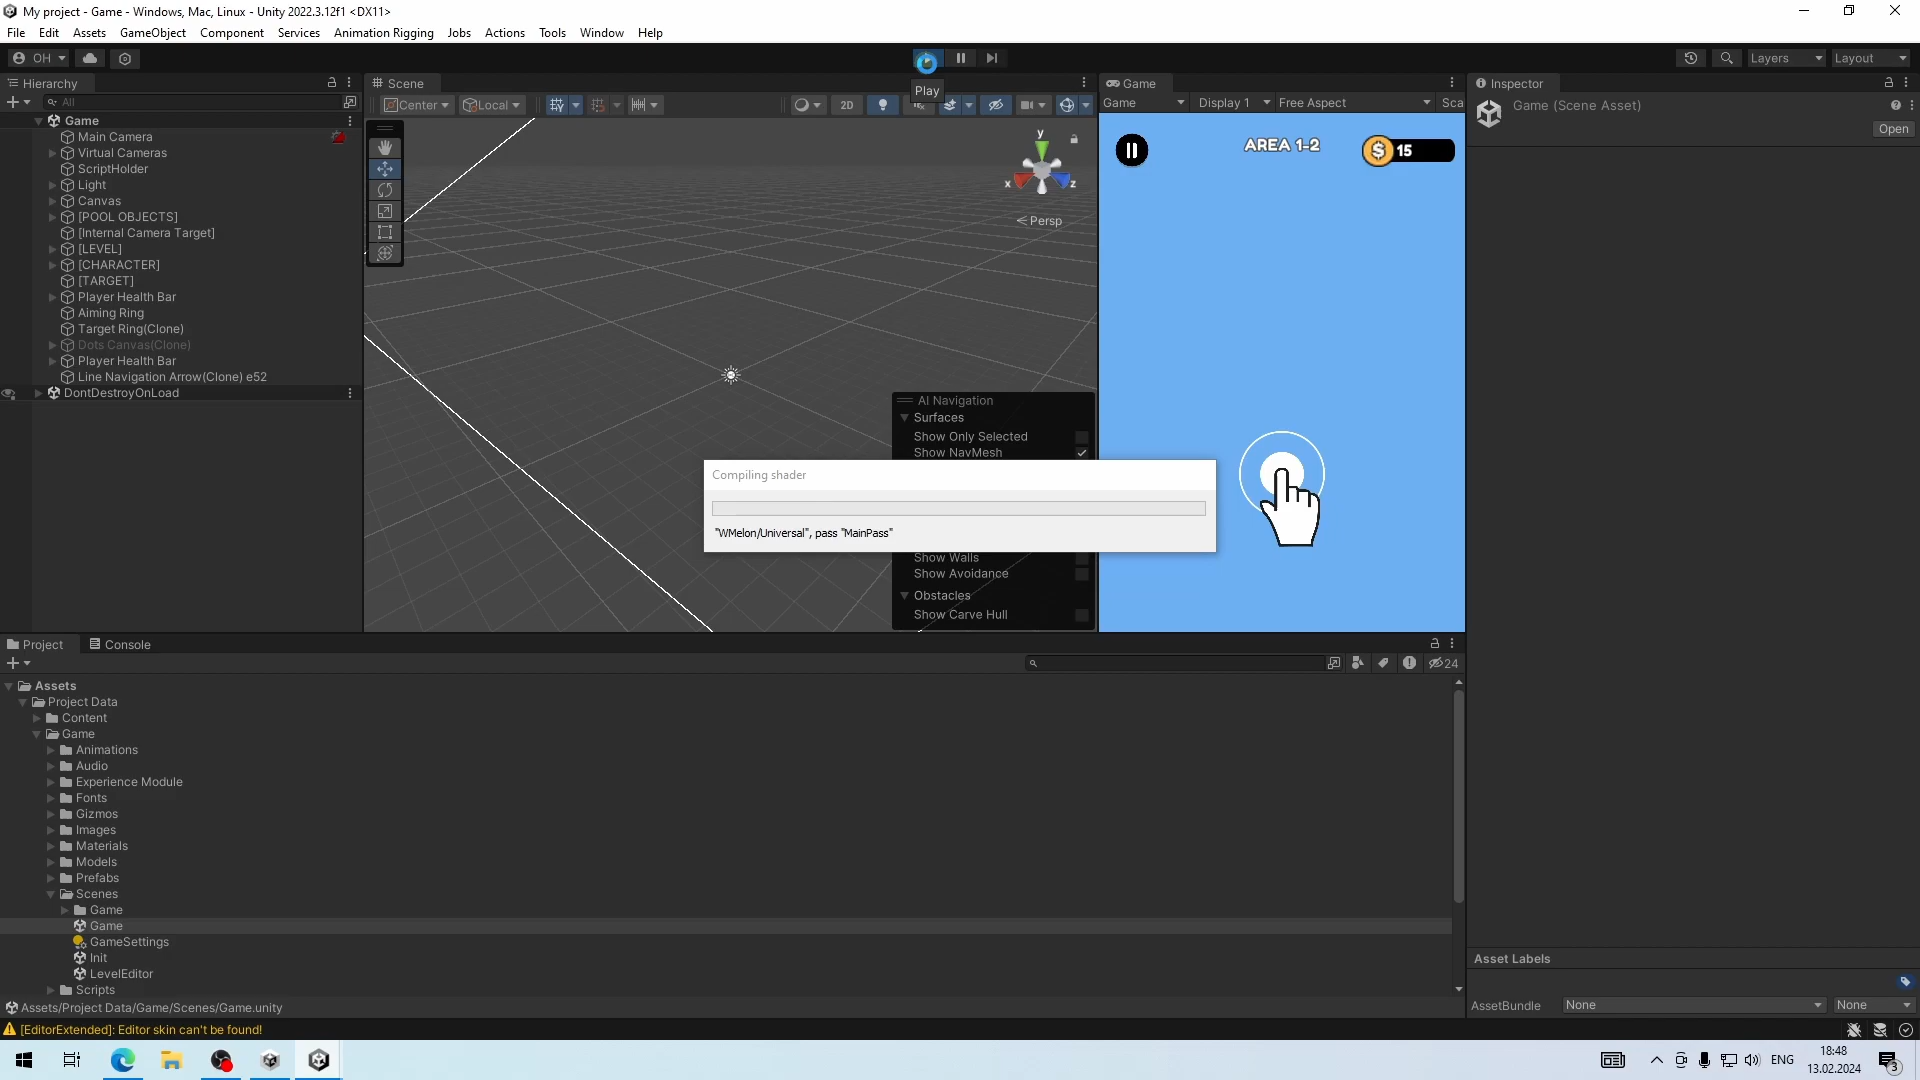 My project - Game - Windows, Mac, Linux - Unity 2022.3.12f1 <DX11>
File Edit Assets GameObject Component Services Animation Rigging Jobs Actions Tools Window Help
OH
Layers
Layout
Hierarchy
All
Game
Main Camera
Virtual Cameras
ScriptHolder
Light
Canvas
[POOL OBJECTS]
[Internal Camera Target]
[LEVEL]
[CHARACTER]
[TARGET]
Player Health Bar
Aiming Ring
Target Ring(Clone)
Dots Canvas(Clone)
Player Health Bar
Line Navigation Arrow(Clone) e52
DontDestroyOnLoad
Scene
Center
Local
2D
Play
y
x
z
Persp
AI Navigation
Surfaces
Show Only Selected
Show NavMesh
Show Walls
Show Avoidance
Obstacles
Show Carve Hull
Compiling shader
"WMelon/Universal", pass "MainPass"
Game
Game
Display 1
Free Aspect
Sca
AREA 1-2
$ 15
Inspector
Game (Scene Asset)
Open
Asset Labels
AssetBundle
None
None
Project
Console
24
Assets
Project Data
Content
Game
Animations
Audio
Experience Module
Fonts
Gizmos
Images
Materials
Models
Prefabs
Scenes
Game
Game
GameSettings
Init
LevelEditor
Scripts
Assets/Project Data/Game/Scenes/Game.unity
[EditorExtended]: Editor skin can't be found!
ENG
18:48
13.02.2024
3